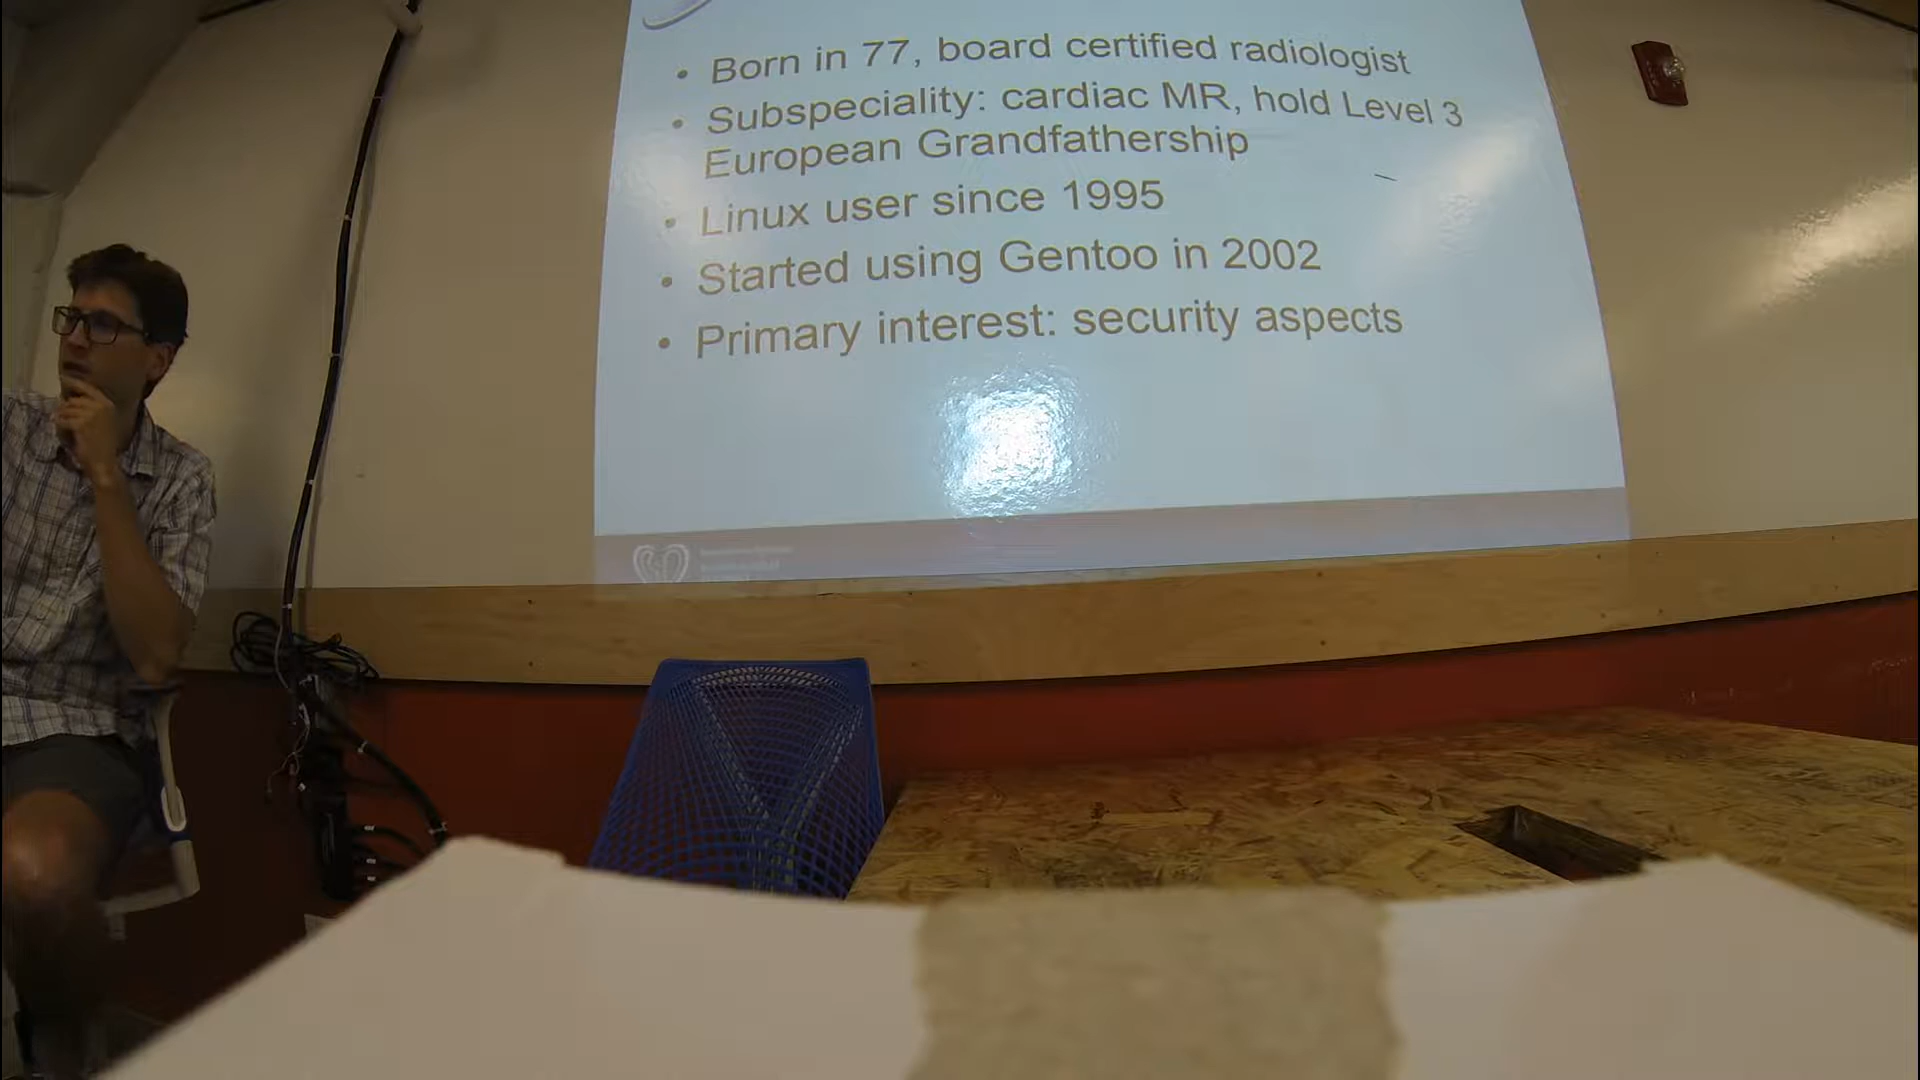 • Born in 77, board certified radiologist
• Subspeciality: cardiac MR, hold Level 3
European Grandfathership
• Linux user since 1995
• Started using Gentoo in 2002
• Primary interest: security aspects